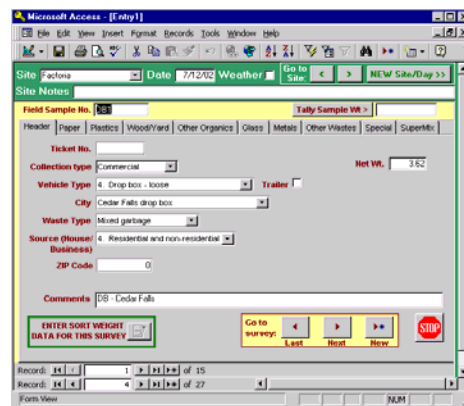 Microsoft Access - [Entry1]
File Edit View Insert Format Records Tools Window Help
Site Factoria Date 7/12/02 Weather Go to Site: < > NEW Site/Day >>
Site Notes
Field Sample No. DB1 Tally Sample Wt >
Header Paper Plastics Wood/Yard Other Organics Glass Metals Other Wastes Special SuperMix
Ticket No.
Collection type Commercial Net Wt. 3.62
Vehicle Type 4. Drop box - loose Trailer
City Cedar Falls drop box
Waste Type Mixed garbage
Source (House/ Business) 4. Residential and non-residential
ZIP Code 0
Comments DB - Cedar Falls
ENTER SORT WEIGHT DATA FOR THIS SURVEY Go to survey: Last Next New STOP
Record: 1 of 15
Record: 4 of 27
Form View NUM